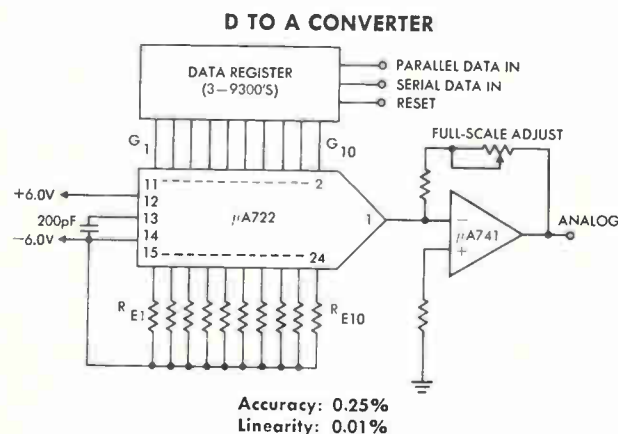 D TO A CONVERTER
DATA REGISTER
(3—9300'S)
PARALLEL DATA IN
SERIAL DATA IN
RESET
G1
G10
FULL-SCALE ADJUST
11 2
+6.0V
12
200pF
13
μA722
1
−
μA741
ANALOG
−6.0V
14
+
15 24
RE1
RE10
Accuracy: 0.25%
Linearity: 0.01%